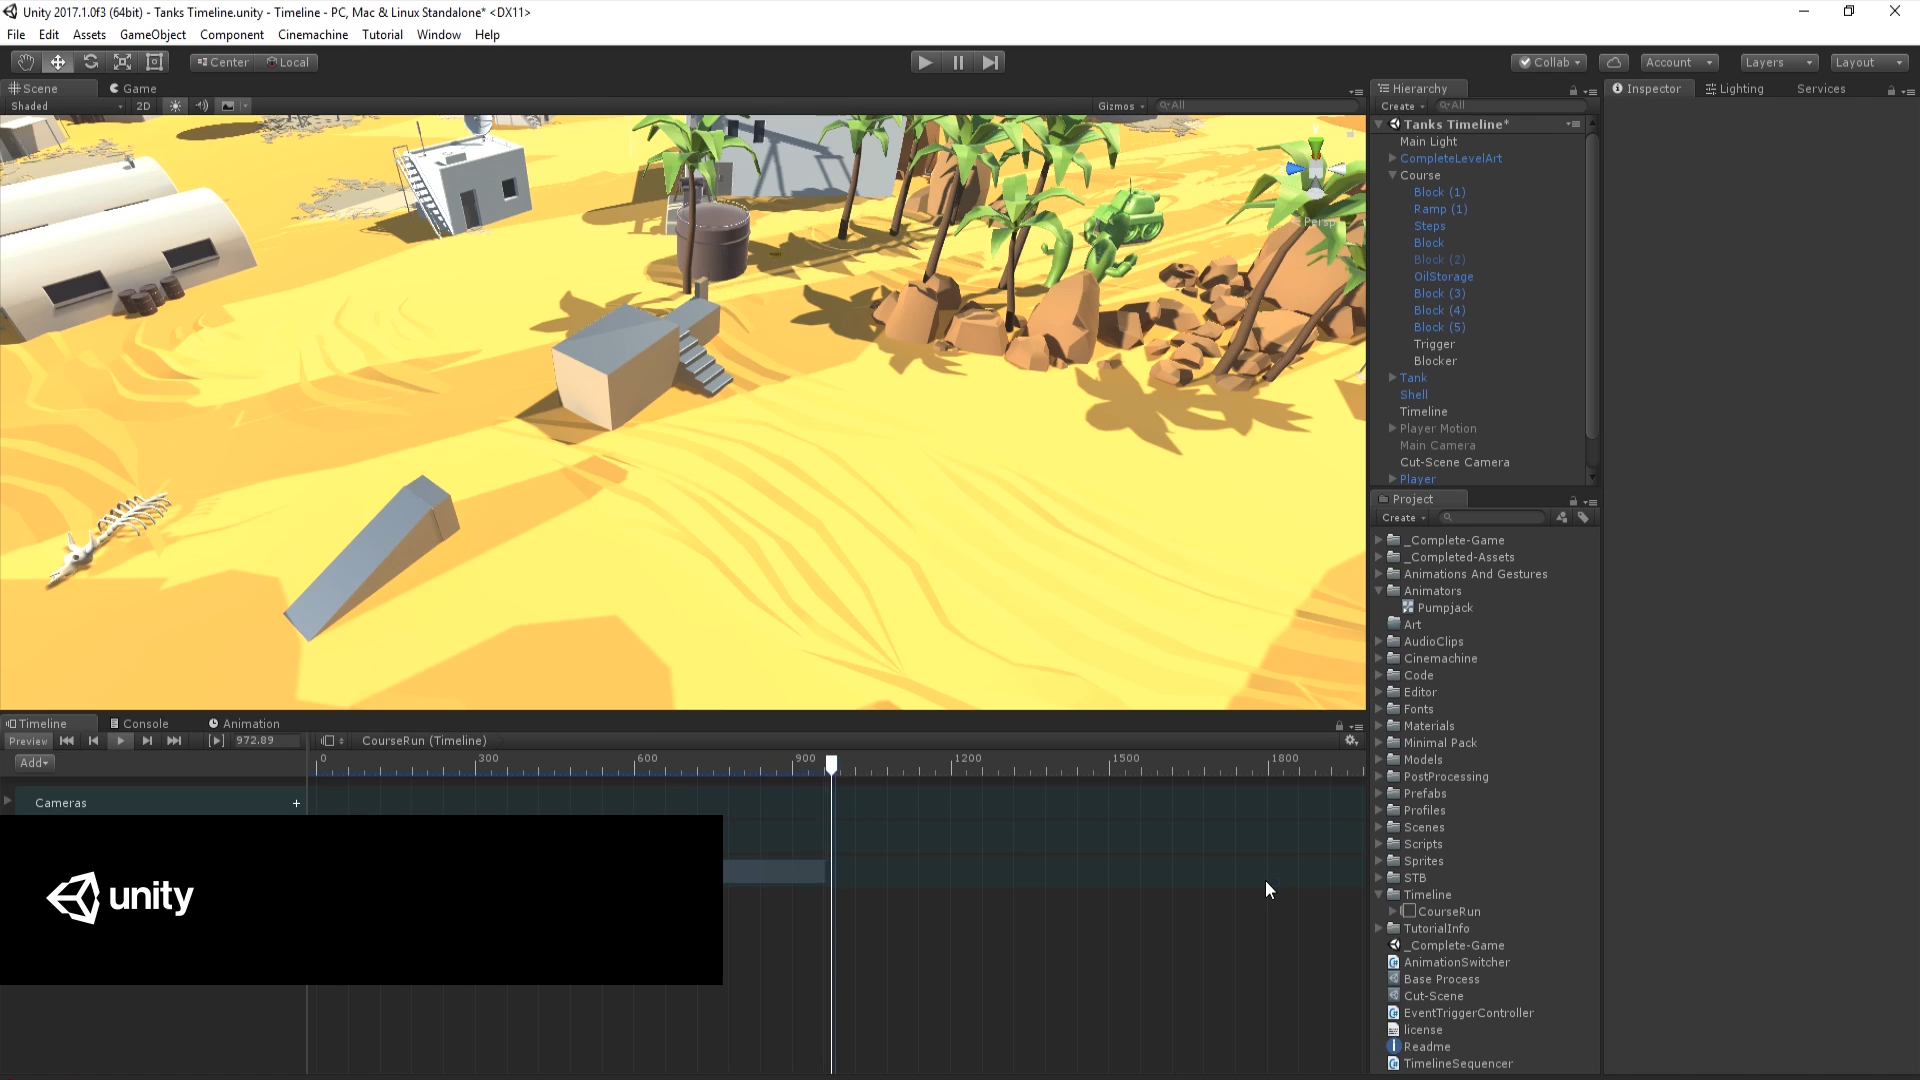 Unity 2017.1.0f3 (64bit) - Tanks Timeline.unity - Timeline - PC, Mac & Linux Standalone* <DX11>
File Edit Assets GameObject Component Cinemachine Tutorial Window Help
Center Local Collab Account Layers Layout
Scene Game
Shaded 2D Gizmos All
Persp
Hierarchy
Create All
Tanks Timeline*
Main Light
CompleteLevelArt
Course
Block (1)
Ramp (1)
Steps
Block
Block (2)
OilStorage
Block (3)
Block (4)
Block (5)
Trigger
Blocker
Tank
Shell
Timeline
Player Motion
Main Camera
Cut-Scene Camera
Player
Inspector Lighting Services
Project
Create
_Complete-Game
_Completed-Assets
Animations And Gestures
Animators
Pumpjack
Art
AudioClips
Cinemachine
Code
Editor
Fonts
Materials
Minimal Pack
Models
PostProcessing
Prefabs
Profiles
Scenes
Scripts
Sprites
STB
Timeline
CourseRun
TutorialInfo
_Complete-Game
AnimationSwitcher
Base Process
Cut-Scene
EventTriggerController
license
Readme
TimelineSequencer
Timeline Console Animation
Preview 972.89 CourseRun (Timeline)
Add
0 300 600 900 1200 1500 1800
Cameras +
unity